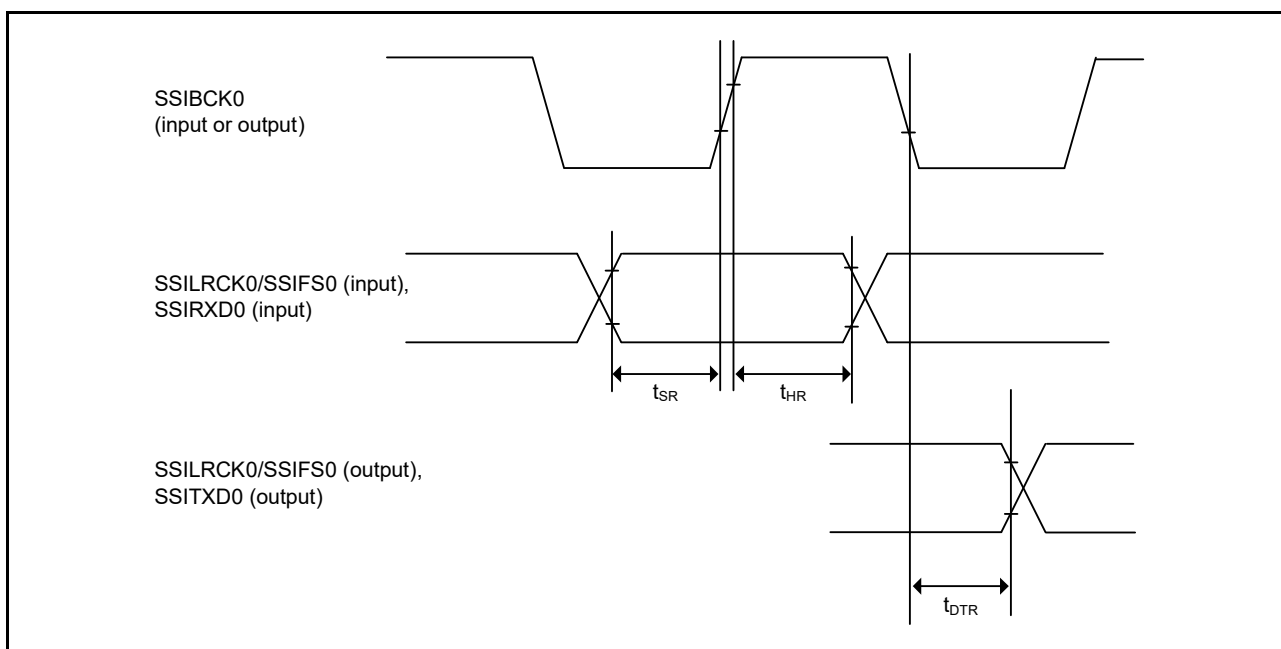 SSIBCK0
(input or output)
SSILRCK0/SSIFS0 (input),
SSIRXD0 (input)
tSR
tHR
SSILRCK0/SSIFS0 (output),
SSITXD0 (output)
tDTR